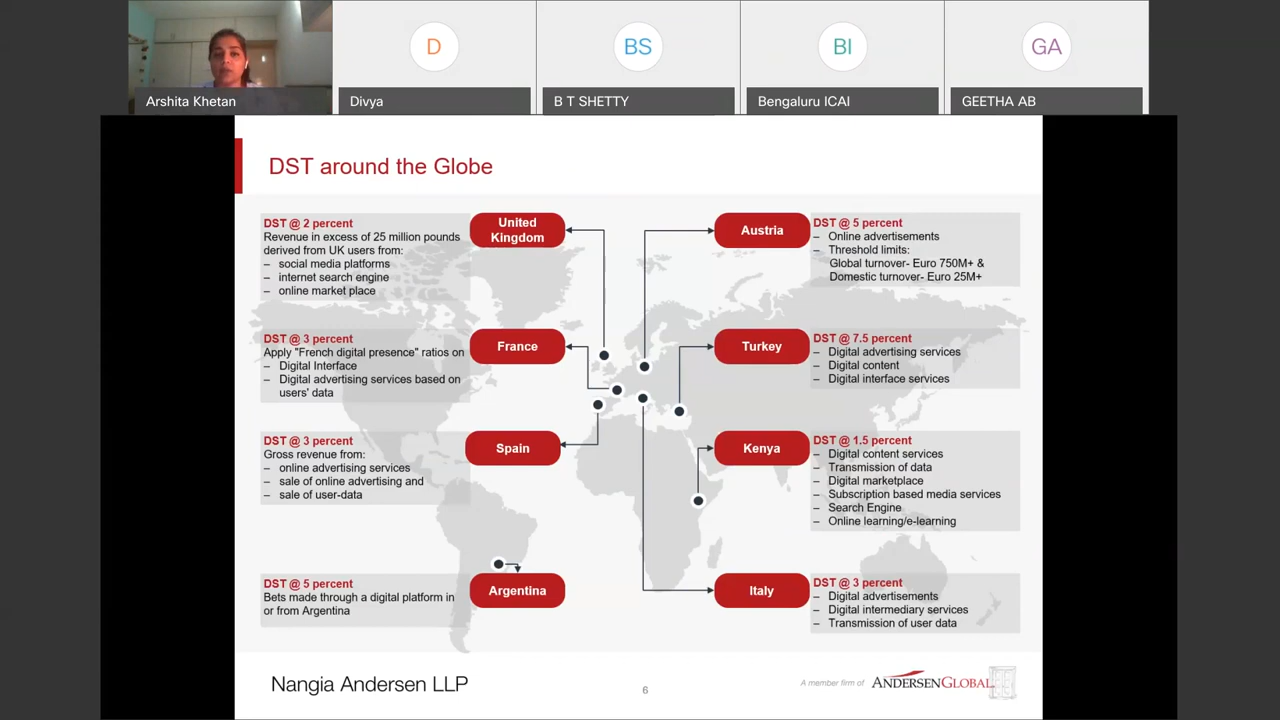 D
BS
BI
GA
Arshita Khetan
Divya
B T SHETTY
Bengaluru ICAI
GEETHA AB
DST around the Globe
DST @ 2 percent
Revenue in excess of 25 million pounds
derived from UK users from:
– social media platforms
– internet search engine
– online market place
United
Kingdom
Austria
DST @ 5 percent
– Online advertisements
– Threshold limits:
Global turnover- Euro 750M+ &
Domestic turnover- Euro 25M+
DST @ 3 percent
Apply "French digital presence" ratios on
– Digital Interface
– Digital advertising services based on
users' data
France
Turkey
DST @ 7.5 percent
– Digital advertising services
– Digital content
– Digital interface services
DST @ 3 percent
Gross revenue from:
– online advertising services
– sale of online advertising and
– sale of user-data
Spain
Kenya
DST @ 1.5 percent
– Digital content services
– Transmission of data
– Digital marketplace
– Subscription based media services
– Search Engine
– Online learning/e-learning
DST @ 5 percent
Bets made through a digital platform in
or from Argentina
Argentina
Italy
DST @ 3 percent
– Digital advertisements
– Digital intermediary services
– Transmission of user data
Nangia Andersen LLP
6
A member firm of
ANDERSEN GLOBAL